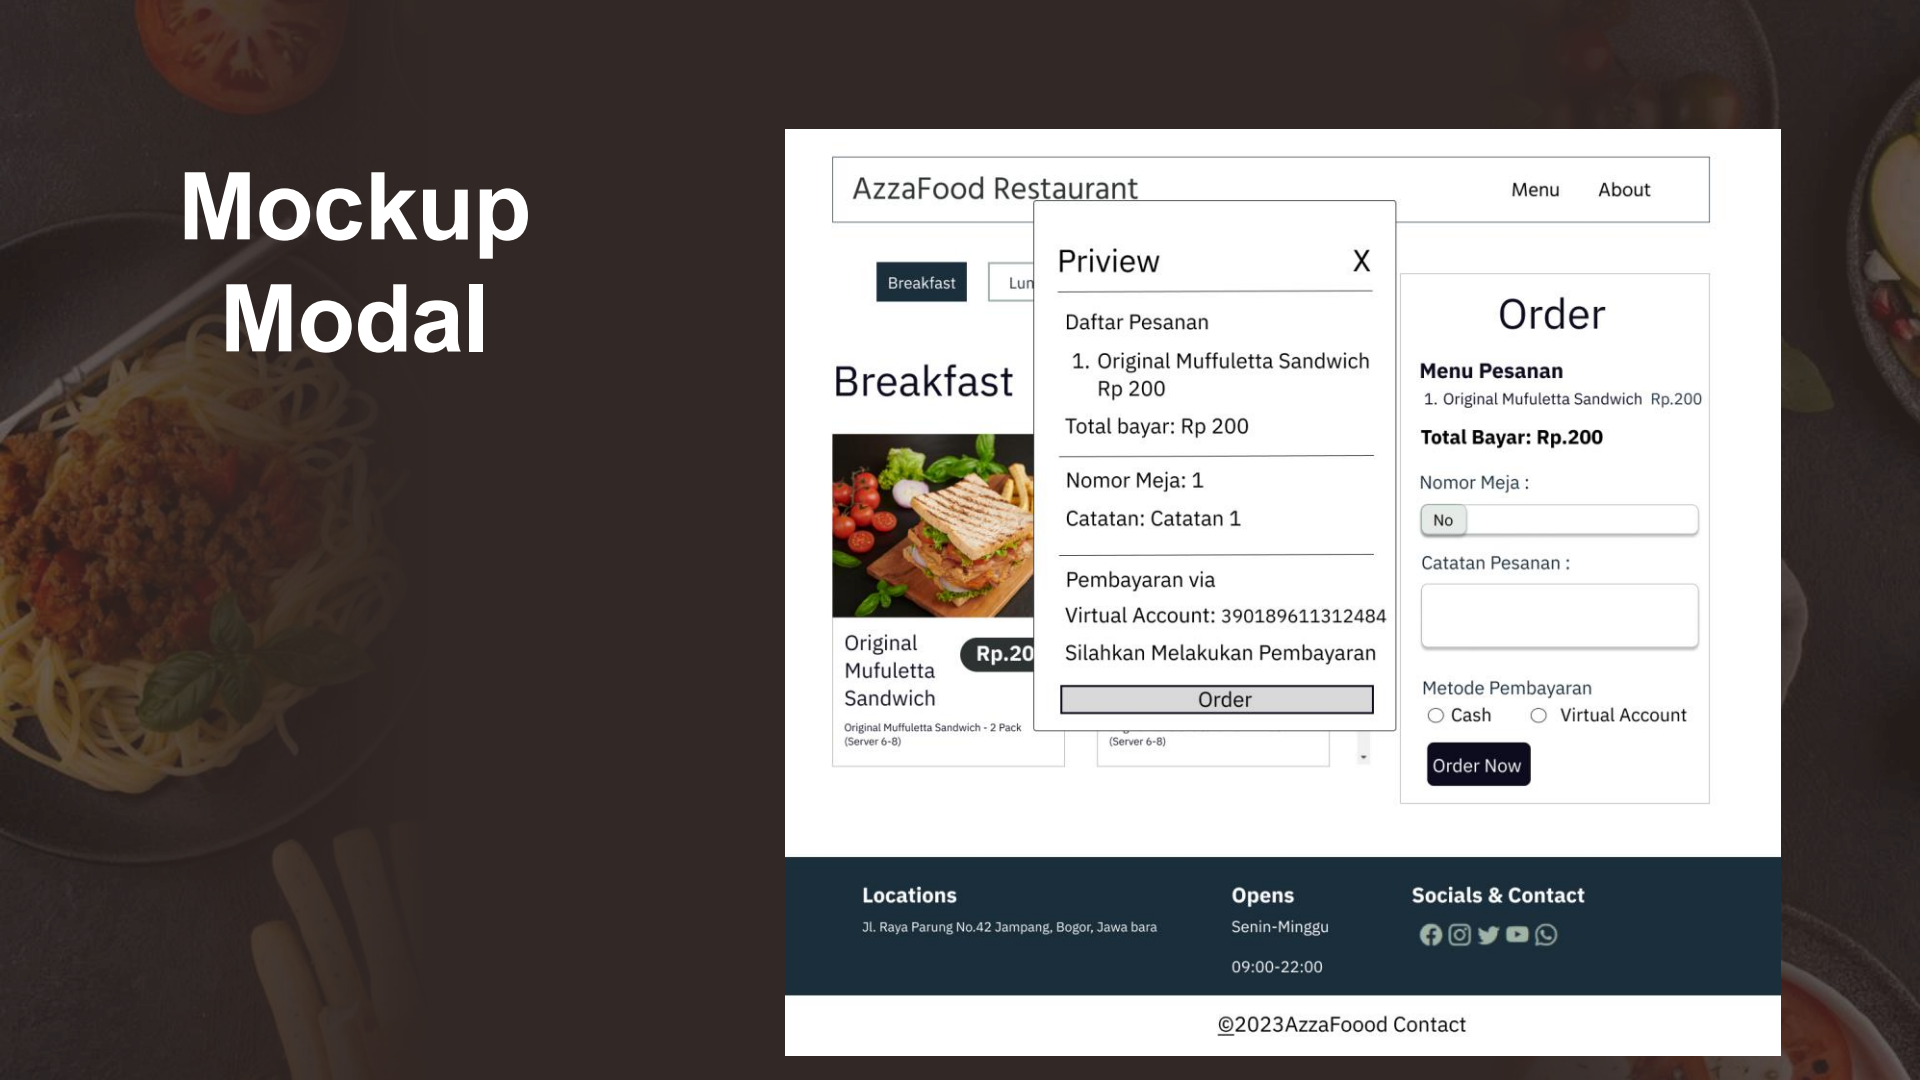 Mockup
Modal
AzzaFood Restaurant
Menu
About
Breakfast
Lun
Breakfast
Original
Mufuletta
Sandwich
Rp.20
Original Muffuletta Sandwich - 2 Pack
(Server 6-8)
(Server 6-8)
Priview
X
Daftar Pesanan
1. Original Muffuletta Sandwich
Rp 200
Total bayar: Rp 200
Nomor Meja: 1
Catatan: Catatan 1
Pembayaran via
Virtual Account: 390189611312484
Silahkan Melakukan Pembayaran
Order
Order
Menu Pesanan
1. Original Mufuletta Sandwich Rp.200
Total Bayar: Rp.200
Nomor Meja :
No
Catatan Pesanan :
Metode Pembayaran
Cash
Virtual Account
Order Now
Locations
Jl. Raya Parung No.42 Jampang, Bogor, Jawa bara
Opens
Senin-Minggu
09:00-22:00
Socials & Contact
©2023AzzaFoood Contact